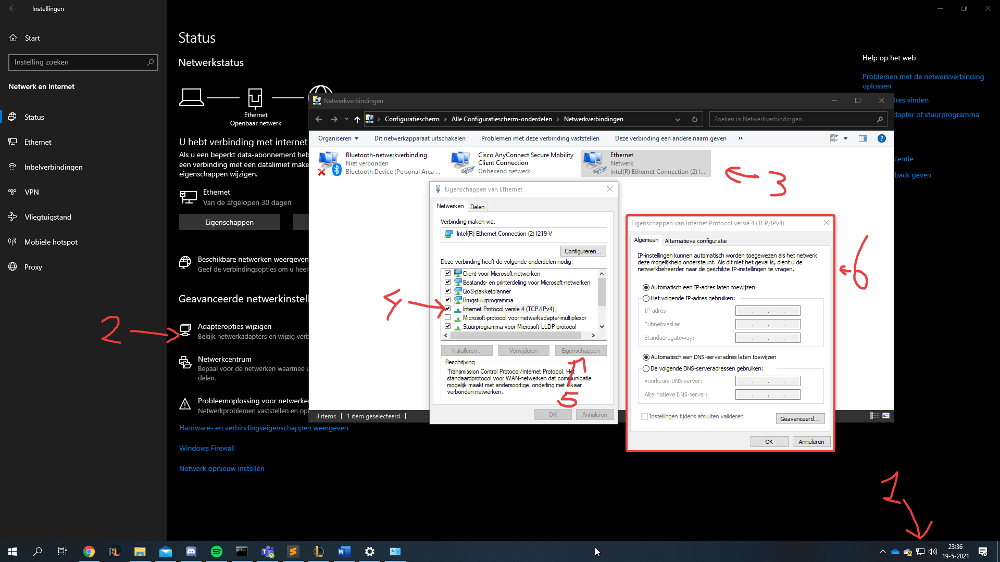 Instellingen
Start
Instelling zoeken
Netwerk en internet
Status
Ethernet
Inbelverbindingen
VPN
Vliegtuigstand
Mobiele hotspot
Proxy
Status
Netwerkstatus
Ethernet
Openbaar netwerk
U hebt verbinding met internet
Als u een beperkt data-abonnement heb
een verbinding met een datalimiet make
eigenschappen wijzigen.
Ethernet
Van de afgelopen 30 dagen
Eigenschappen
Beschikbare netwerken weergeven
Geef de verbindingsopties om u heen
Geavanceerde netwerkinstell
2
Adapteropties wijzigen
Bekijk netwerkadapters en wijzig verb
Netwerkcentrum
Bepaal voor de netwerken waarmee u
delen.
Probleemoplossing voor netwerken
Netwerkproblemen vaststellen en op
Hardware- en verbindingseigenschappen weergeven
Windows Firewall
Netwerk opnieuw instellen
Help op het web
Problemen met de netwerkverbinding
oplossen
dres vinden
dapter of stuurprogramma
stentie
back geven
Netwerkverbindingen
Configuratiescherm
Alle Configuratiescherm-onderdelen
Netwerkverbindingen
Zoeken in Netwerkverbindingen
Organiseren
Dit netwerkapparaat uitschakelen
Problemen met deze verbinding vaststellen
Deze verbinding een andere naam geven
»
Bluetooth-netwerkverbinding
Niet verbonden
Bluetooth Device (Personal Area ...
Cisco AnyConnect Secure Mobility
Client Connection
Onbekend netwerk
Ethernet
Netwerk
Intel(R) Ethernet Connection (2) I...
3
3 items
1 item geselecteerd
Eigenschappen van Ethernet
Netwerken
Delen
Verbinding maken via:
Intel(R) Ethernet Connection (2) I219-V
Configureren...
Deze verbinding heeft de volgende onderdelen nodig:
Client voor Microsoft-netwerken
Bestands- en printerdeling voor Microsoft-netwerken
QoS-pakketplanner
Brugstuurprogramma
4
Internet Protocol versie 4 (TCP/IPv4)
Microsoft-protocol voor netwerkadapter-multiplexor
Stuurprogramma voor Microsoft LLDP-protocol
Installeren...
Verwijderen
Eigenschappen
Beschrijving
Transmission Control Protocol/Internet Protocol. Het
standaardprotocol voor WAN-netwerken dat communicatie
mogelijk maakt met andersoortige, onderling met elkaar
verbonden netwerken.
5
OK
Annuleren
Eigenschappen van Internet Protocol versie 4 (TCP/IPv4)
Algemeen
Alternatieve configuratie
IP-instellingen kunnen automatisch worden toegewezen als het netwerk
deze mogelijkheid ondersteunt. Als dit niet het geval is, dient u de
netwerkbeheerder naar de geschikte IP-instellingen te vragen.
6
Automatisch een IP-adres laten toewijzen
Het volgende IP-adres gebruiken:
IP-adres:
Subnetmasker:
Standaardgateway:
Automatisch een DNS-serveradres laten toewijzen
De volgende DNS-serveradressen gebruiken:
Voorkeurs-DNS-server:
Alternatieve DNS-server:
Instellingen tijdens afsluiten valideren
Geavanceerd...
OK
Annuleren
1
23:36
19-5-2021